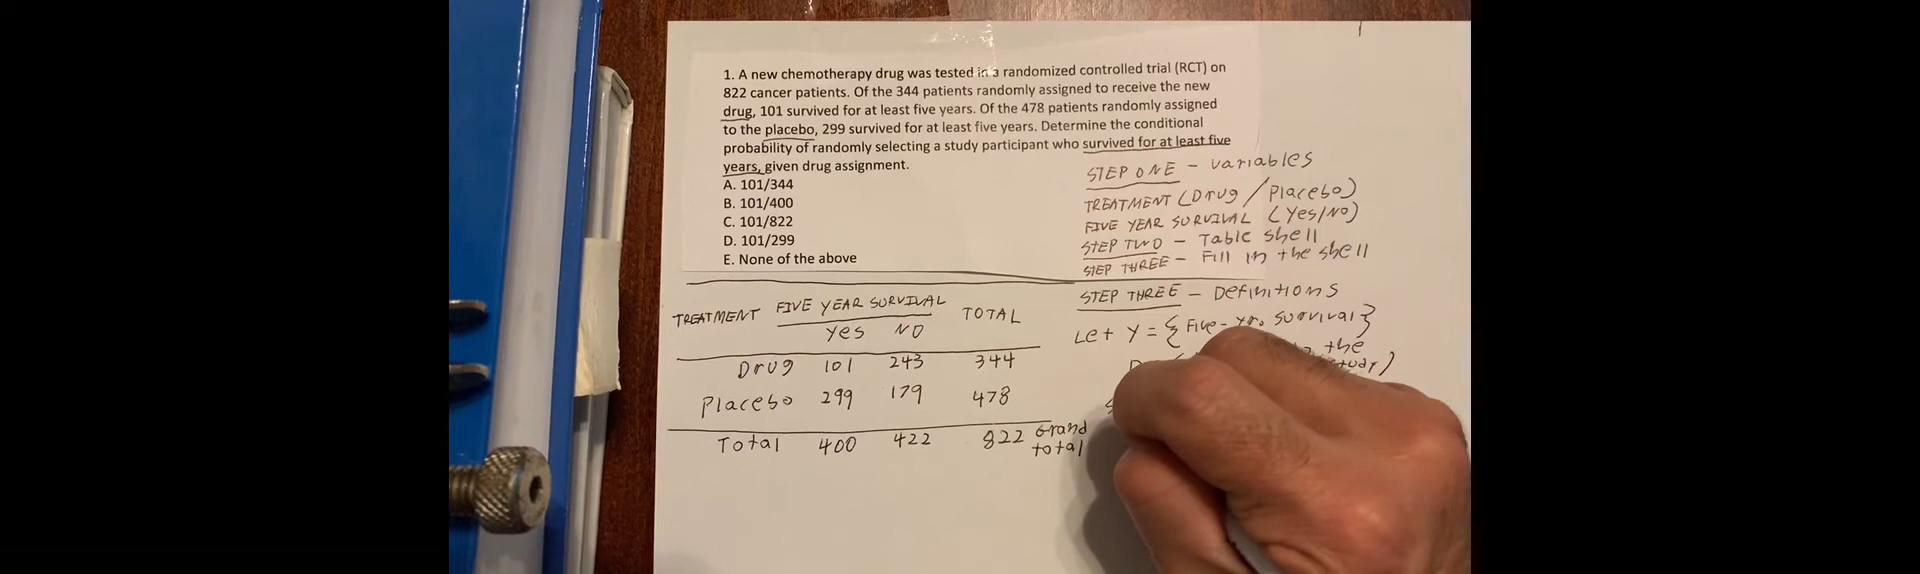 1. A new chemotherapy drug was tested in a randomized controlled trial (RCT) on
822 cancer patients. Of the 344 patients randomly assigned to receive the new
drug, 101 survived for at least five years. Of the 478 patients randomly assigned
to the placebo, 299 survived for at least five years. Determine the conditional
probability of randomly selecting a study participant who survived for at least five
years, given drug assignment.
A. 101/344
B. 101/400
C. 101/822
D. 101/299
E. None of the above
STEP ONE - variables
TREATMENT (Drug/Placebo)
FIVE YEAR SURVIVAL (Yes/No)
STEP TWO - Table shell
STEP THREE - Fill in the shell
TREATMENT FIVE YEAR SURVIVAL TOTAL
YES NO
Drug 101 243 344
Placebo 299 179 478
Total 400 422 822 Grand total
STEP THREE - Definitions
Let Y = {Five-yr. survival}
the